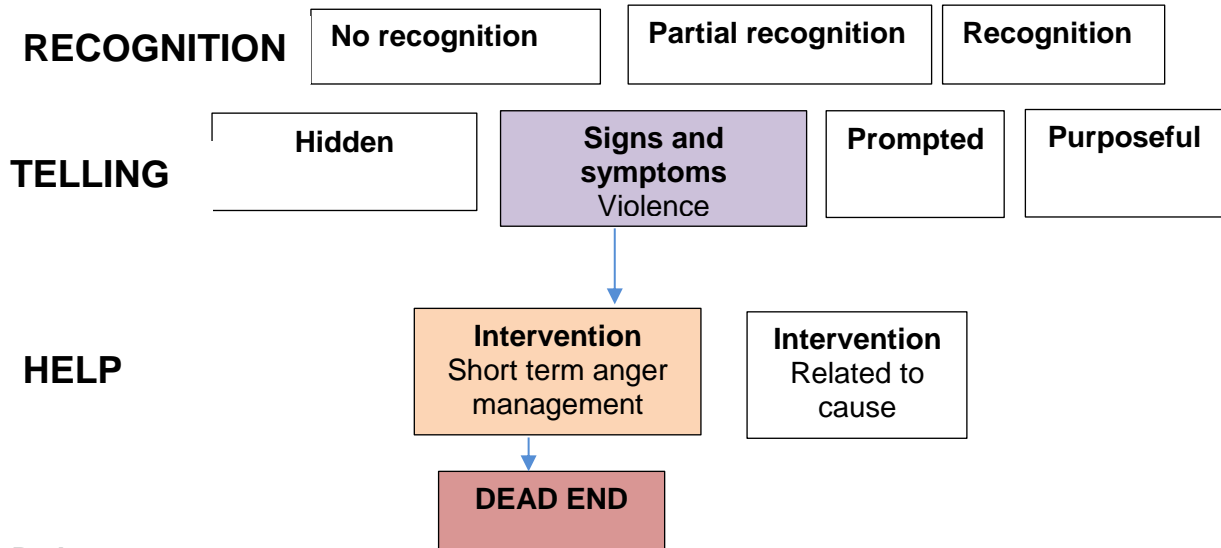 RECOGNITION
No recognition
Partial recognition
Recognition
TELLING
Hidden
Signs and
symptoms
Violence
Prompted
Purposeful
HELP
Intervention
Short term anger
management
Intervention
Related to
cause
DEAD END